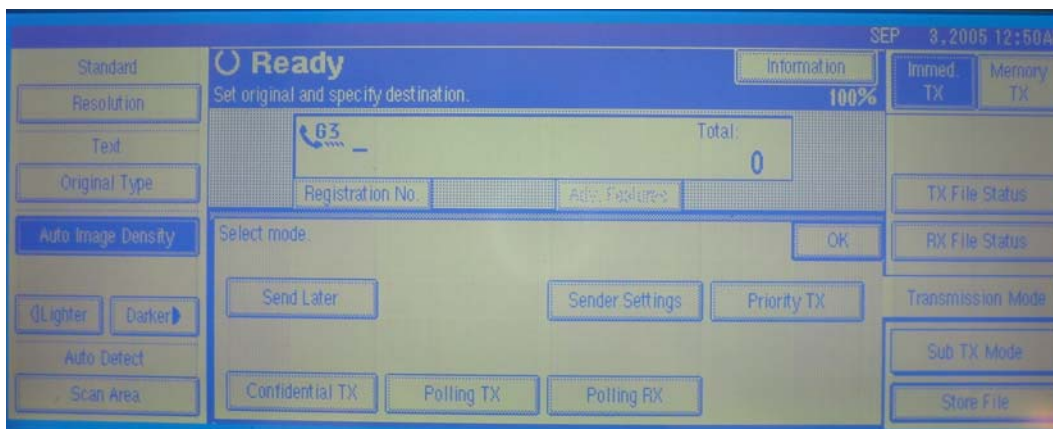 SEP 3,2005 12:50A
Standard
Resolution
Text
Original Type
Auto Image Density
Lighter
Darker
Auto Detect
Scan Area
Ready
Information
Set original and specify destination.
100%
G3
Total:
0
Registration No.
Adv. Features
Select mode.
OK
Send Later
Sender Settings
Priority TX
Confidential TX
Polling TX
Polling RX
Immed.
TX
Memory
TX
TX File Status
RX File Status
Transmission Mode
Sub TX Mode
Store File